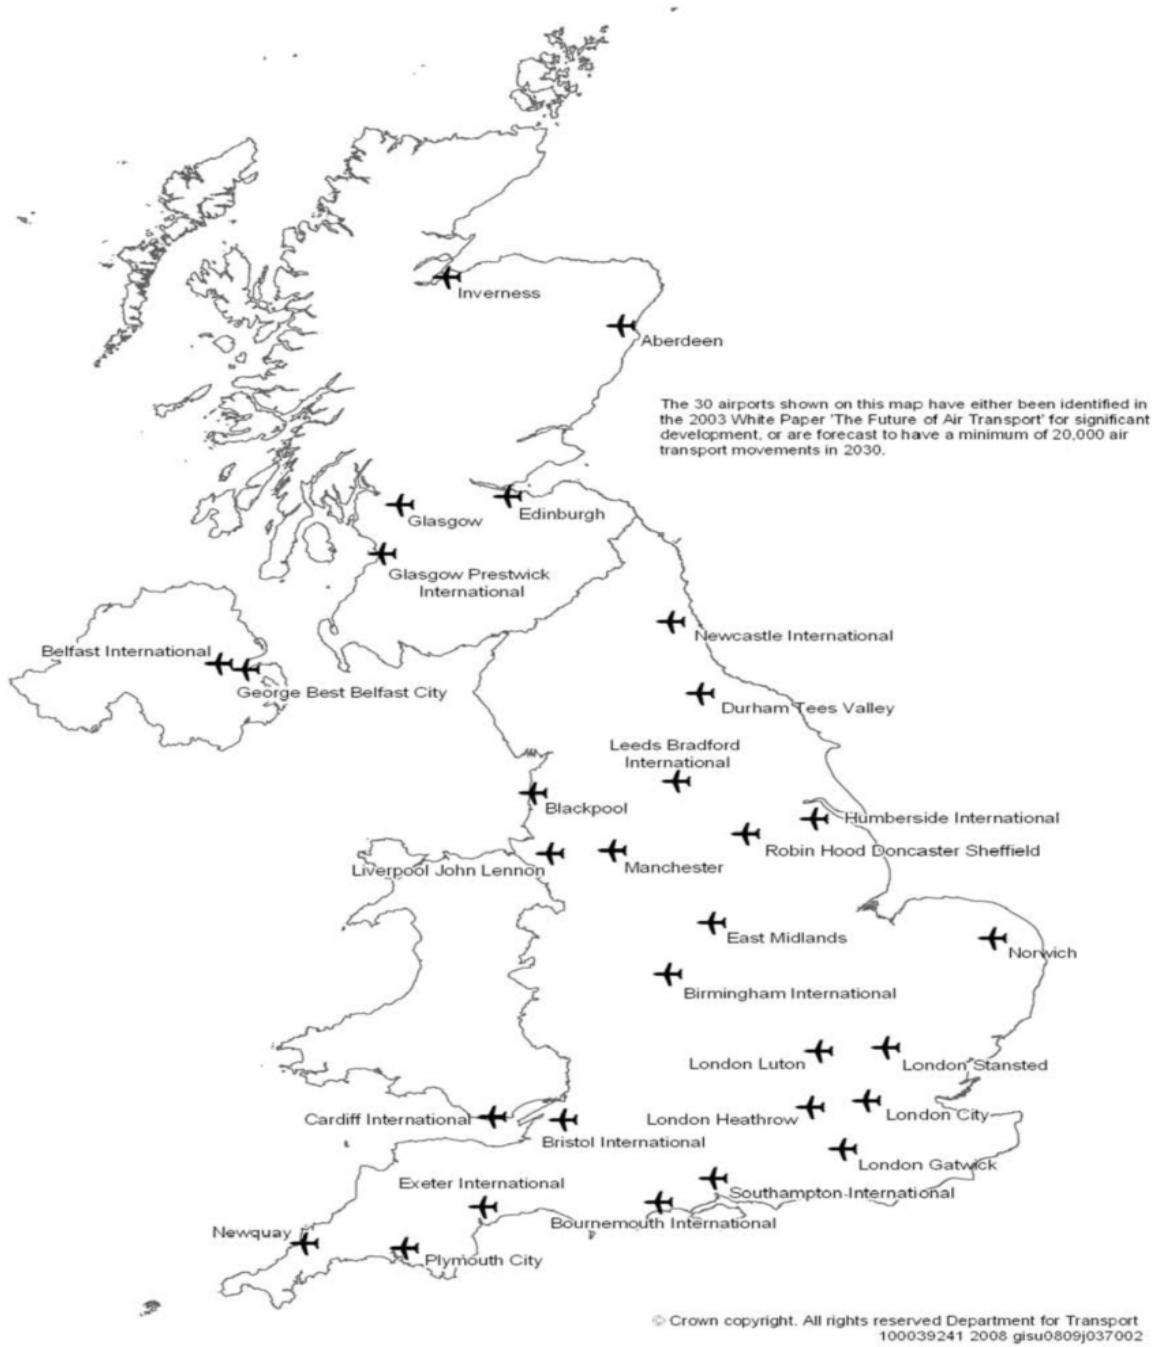 Inverness
Aberdeen
The 30 airports shown on this map have either been identified in
the 2003 White Paper 'The Future of Air Transport' for significant
development, or are forecast to have a minimum of 20,000 air
transport movements in 2030.
Glasgow
Edinburgh
Glasgow Prestwick
International
Newcastle International
Belfast International
George Best Belfast City
Durham Tees Valley
Leeds Bradford
International
Blackpool
Humberside International
Robin Hood Doncaster Sheffield
Liverpool John Lennon
Manchester
East Midlands
Norwich
Birmingham International
London Luton
London Stansted
Cardiff International
London Heathrow
London City
Bristol International
London Gatwick
Exeter International
Southampton International
Bournemouth International
Newquay
Plymouth City
© Crown copyright. All rights reserved Department for Transport
100039241 2008 gisu0809j037002